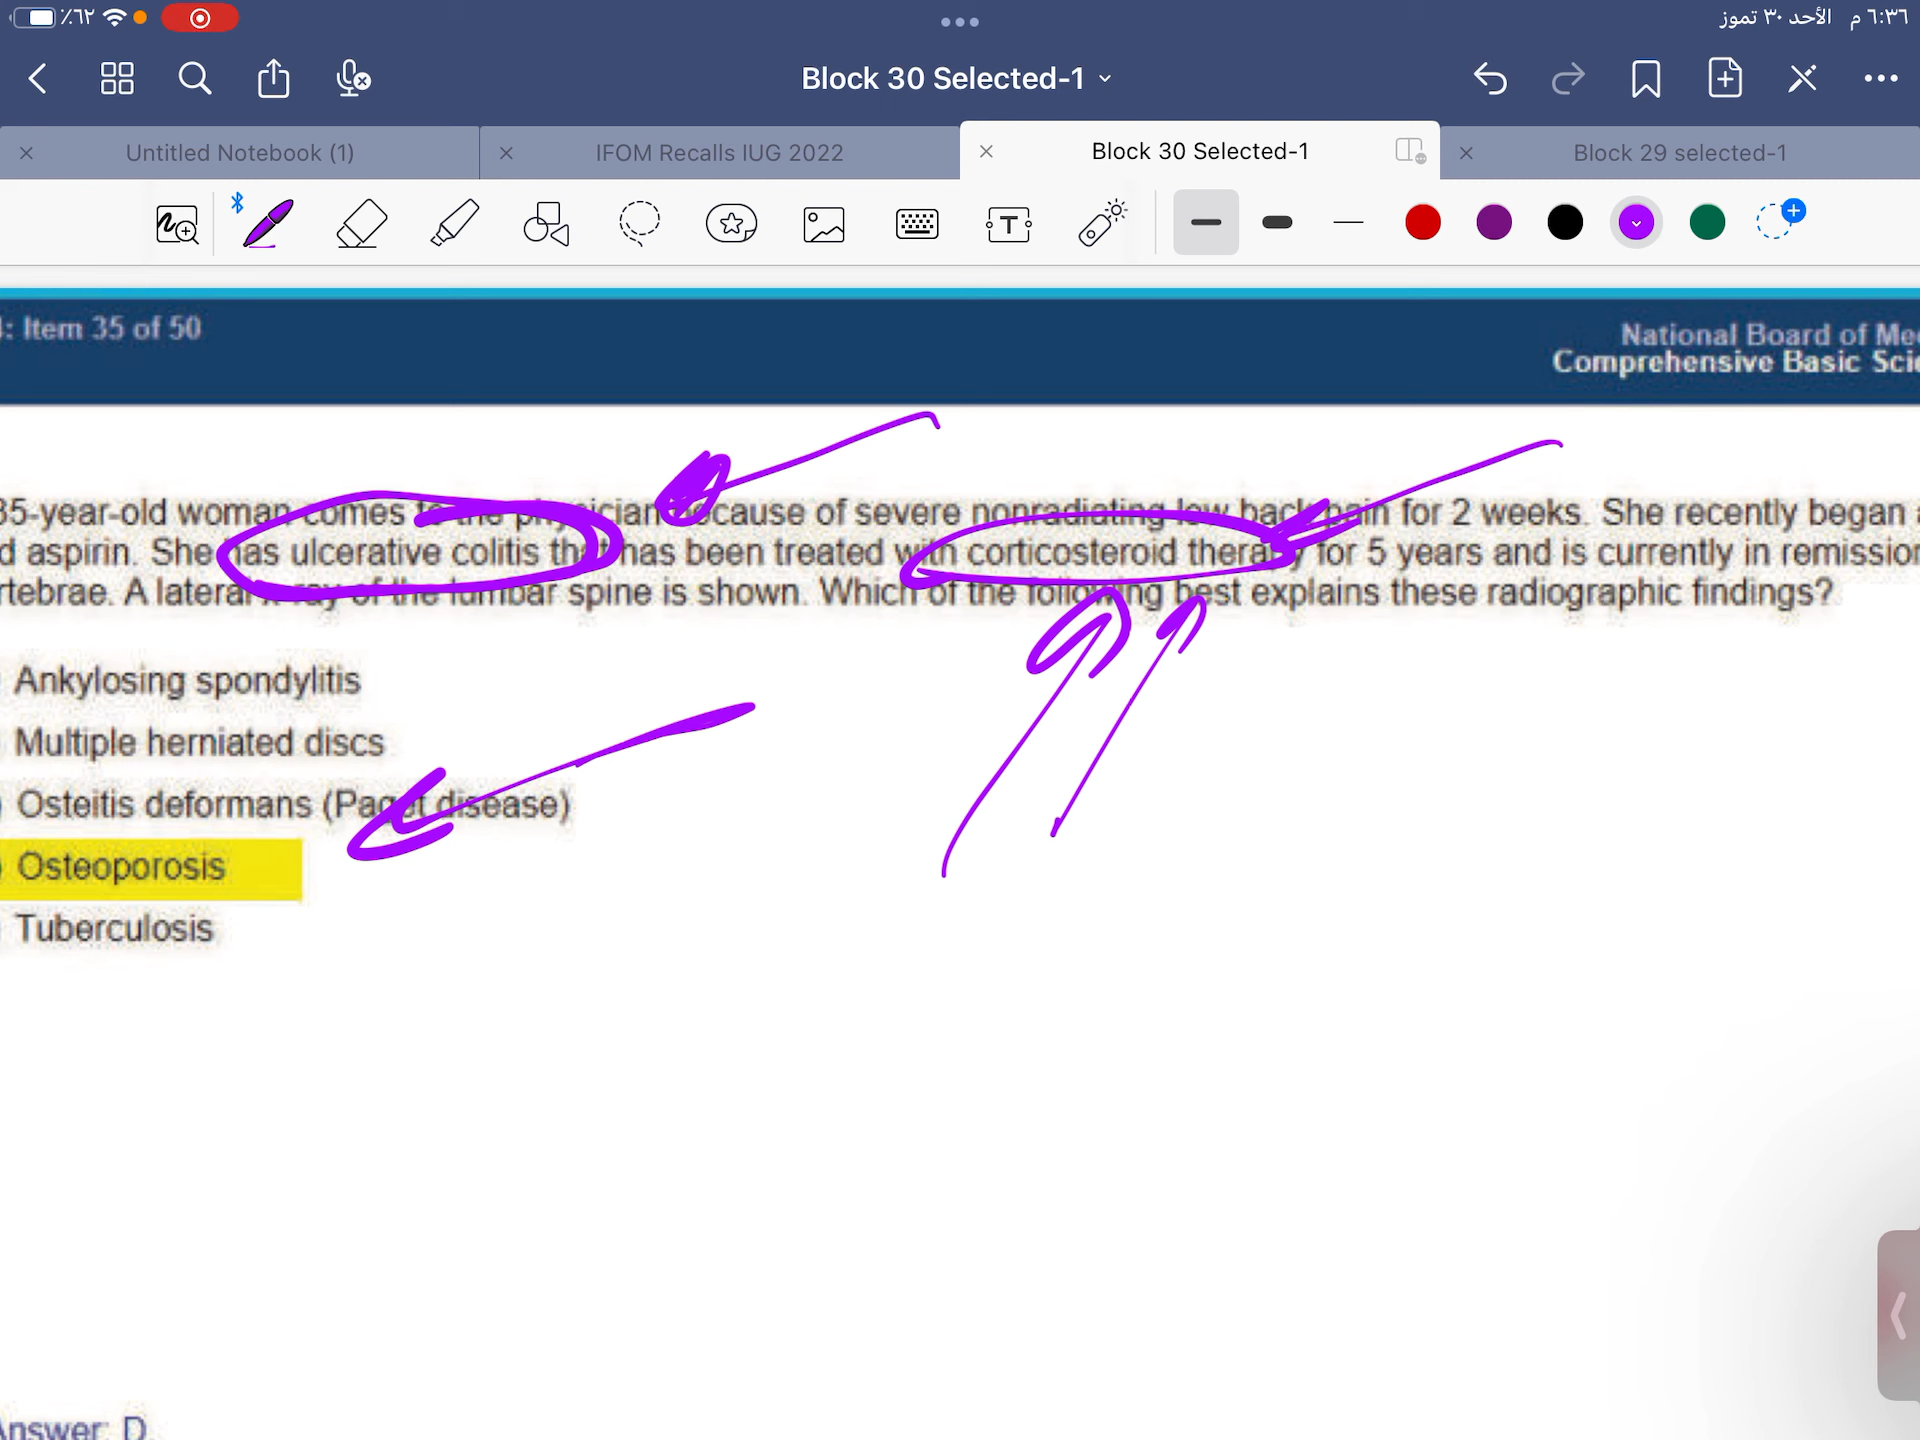 ٪٦٢
٦:٣٦ م الأحد ٣٠ تموز
Block 30 Selected-1
Untitled Notebook (1)
IFOM Recalls IUG 2022
Block 30 Selected-1
Block 29 selected-1
T
: Item 35 of 50
National Board of Me
Comprehensive Basic Scie
35-year-old woman comes to the physician because of severe nonradiating low back pain for 2 weeks. She recently began a
d aspirin. She has ulcerative colitis that has been treated with corticosteroid therapy for 5 years and is currently in remission
rtebrae. A lateral x-ray of the lumbar spine is shown. Which of the following best explains these radiographic findings?
Ankylosing spondylitis
Multiple herniated discs
Osteitis deformans (Paget disease)
Osteoporosis
Tuberculosis
Answer: D.